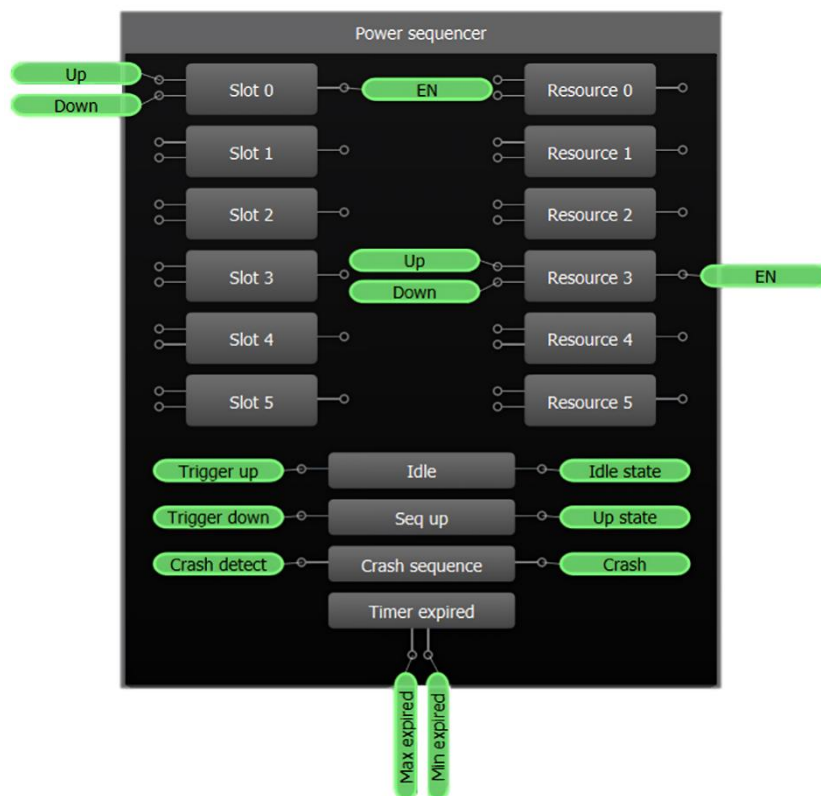 Power sequencer
Up
Down
Slot 0
EN
Resource 0
Slot 1
Resource 1
Slot 2
Resource 2
Up
Down
Slot 3
Resource 3
EN
Slot 4
Resource 4
Slot 5
Resource 5
Trigger up
Idle
Idle state
Trigger down
Seq up
Up state
Crash detect
Crash sequence
Crash
Timer expired
Max expired
Min expired